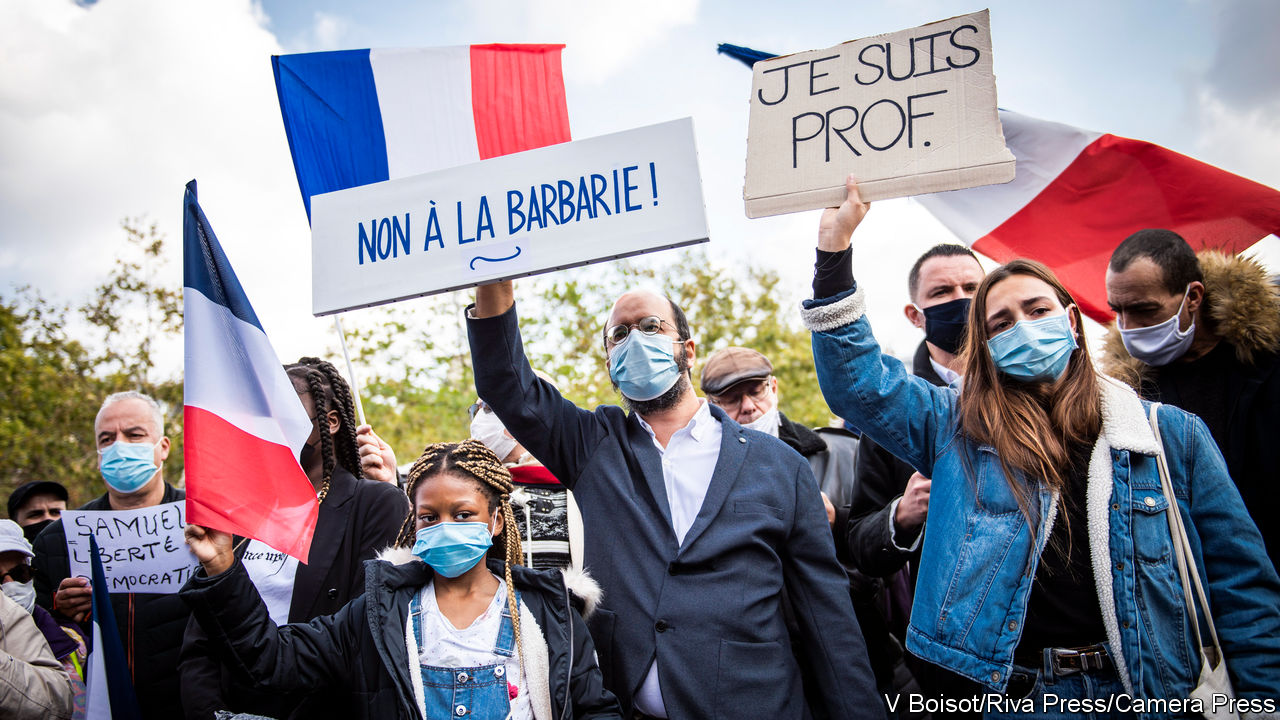 JE SUIS
PROF.
NON À LA BARBARIE !
SAMUEL
LIBERTÉ
V Boisot/Riva Press/Camera Press